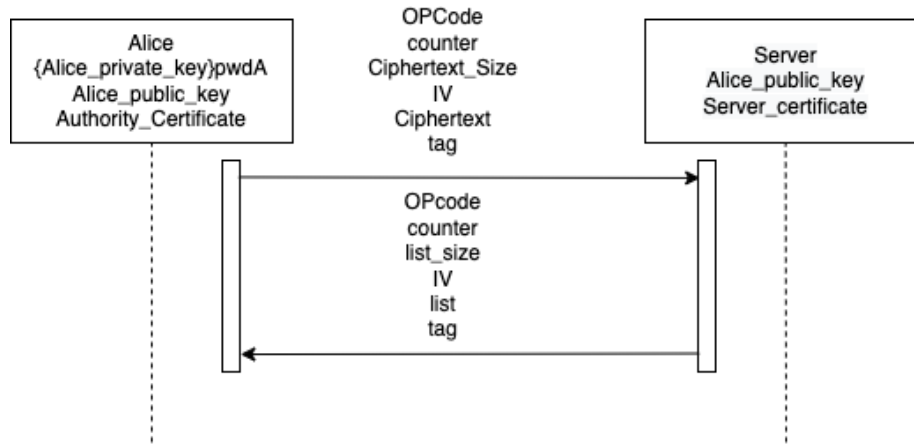 Alice
{Alice_private_key}pwdA
Alice_public_key
Authority_Certificate
OPCode
counter
Ciphertext_Size
IV
Ciphertext
tag
Server
Alice_public_key
Server_certificate
OPcode
counter
list_size
IV
list
tag